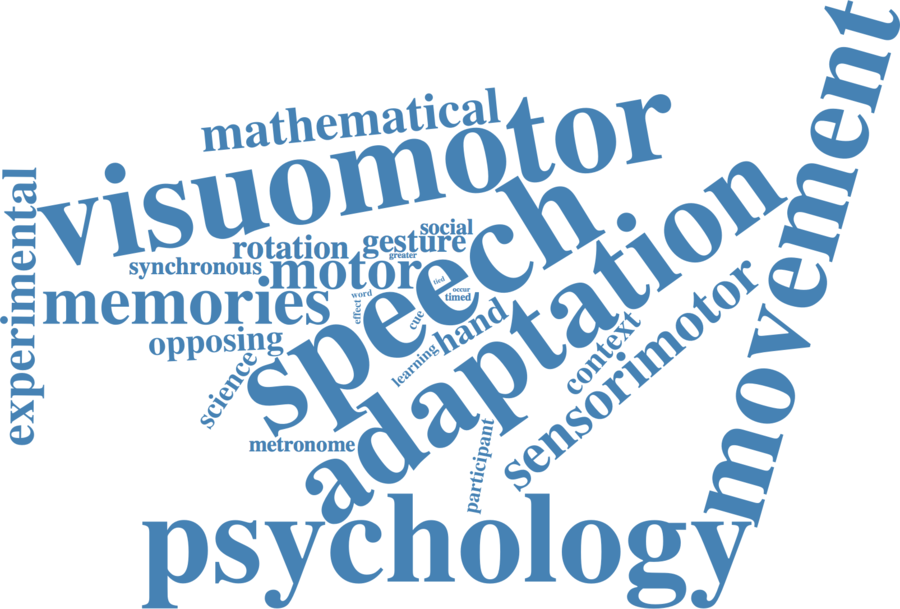 movement
mathematical
visuomotor
experimental
speech
adaptation
social
rotation
gesture
greater
synchronous
motor
tied
occur
word
timed
memories
effect
cue
hand
opposing
context
sensorimotor
learning
science
metronome
participant
psychology